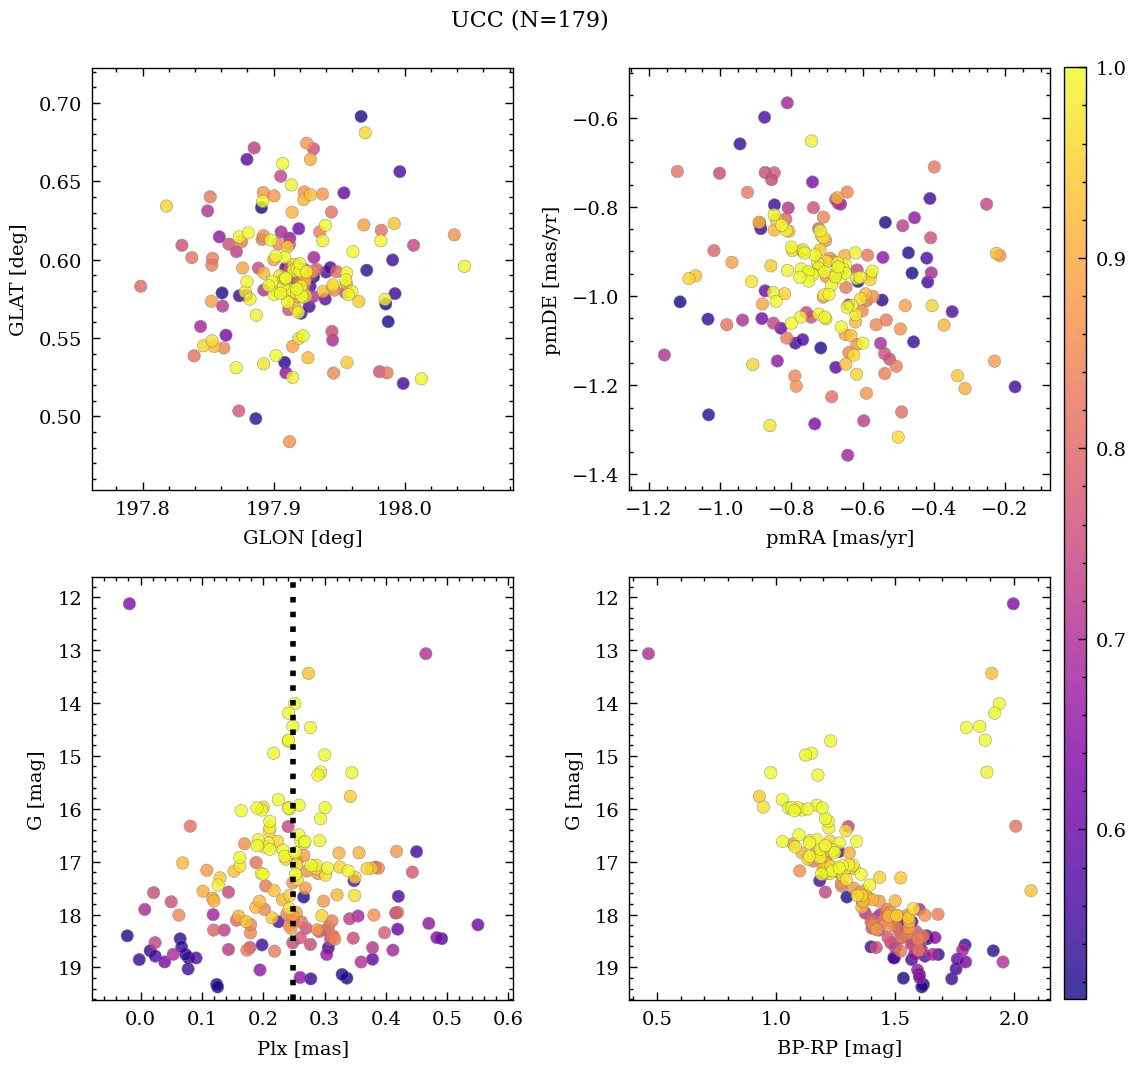 UCC (N=179)
0.70
0.65
0.60
0.55
0.50
GLAT [deg]
197.8 197.9 198.0
GLON [deg]
−0.6
−0.8
−1.0
−1.2
−1.4
pmDE [mas/yr]
−1.2 −1.0 −0.8 −0.6 −0.4 −0.2
pmRA [mas/yr]
12
13
14
15
16
17
18
19
G [mag]
0.0 0.1 0.2 0.3 0.4 0.5 0.6
Plx [mas]
12
13
14
15
16
17
18
19
G [mag]
0.5 1.0 1.5 2.0
BP-RP [mag]
1.0
0.9
0.8
0.7
0.6